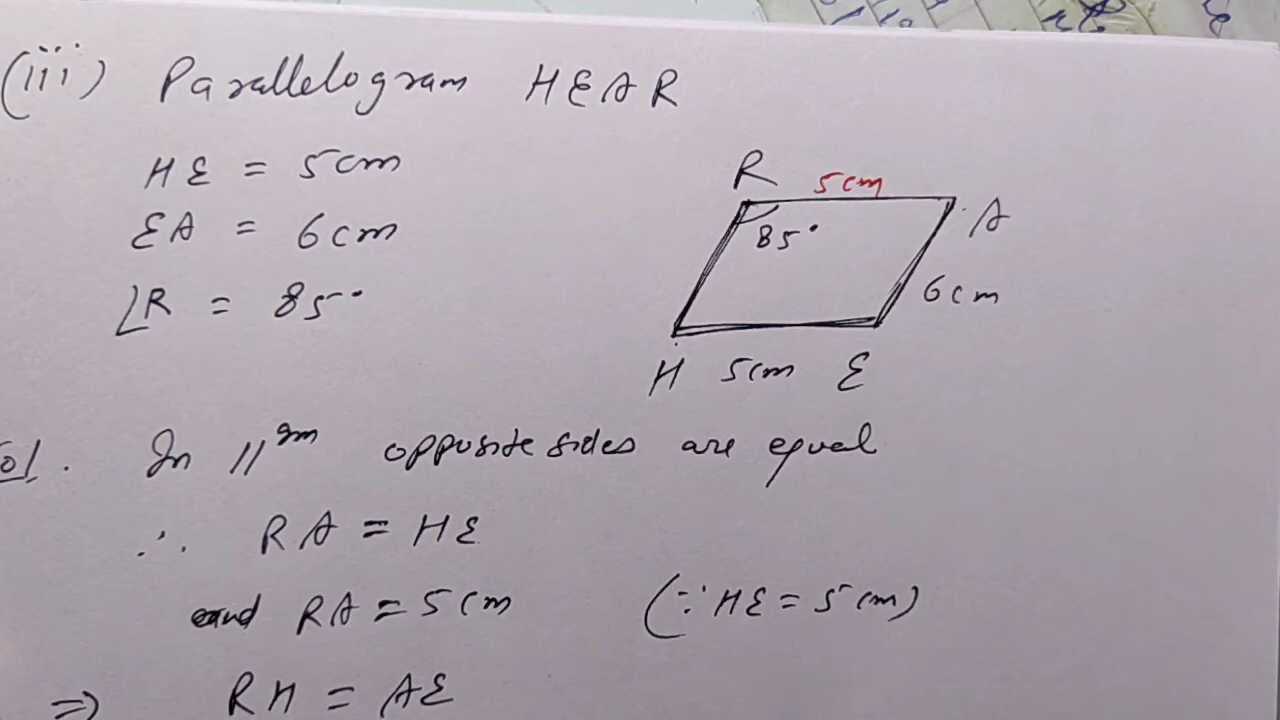 (iii) Parallelogram HEAR
HE = 5cm
EA = 6cm
∠R = 85°
R 5cm A
85°
6cm
H 5cm E
Sol. In ||gm opposite sides are equal
∴ RA = HE
and RA = 5cm (∵ HE = 5cm)
⇒ RH = AE